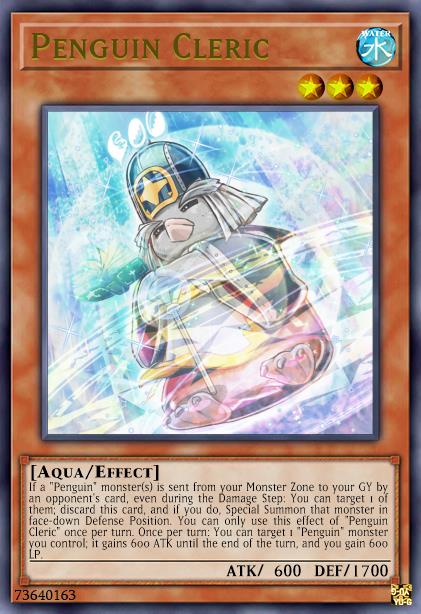 Penguin Cleric
WATER
水
[Aqua/Effect]
If a "Penguin" monster(s) is sent from your Monster Zone to your GY by
an opponent's card, even during the Damage Step: You can target 1 of
them; discard this card, and if you do, Special Summon that monster in
face-down Defense Position. You can only use this effect of "Penguin
Cleric" once per turn. Once per turn: You can target 1 "Penguin" monster
you control; it gains 600 ATK until the end of the turn, and you gain 600
LP.
ATK/ 600 DEF/1700
73640163